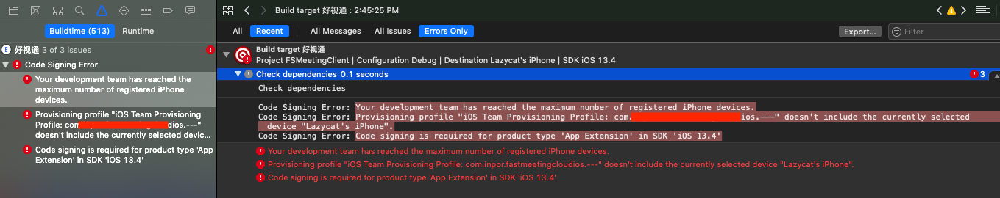 Build target 好视通 : 2:45:25 PM
Buildtime (513) Runtime
All Recent All Messages All Issues Errors Only Export... Filter
好视通 3 of 3 issues
Code Signing Error
Your development team has reached the
maximum number of registered iPhone
devices.
Provisioning profile "iOS Team Provisioning
Profile: com dios.---"
doesn't include the currently selected devic...
Code signing is required for product type 'App
Extension' in SDK 'iOS 13.4'
Build target 好视通
Project FSMeetingClient | Configuration Debug | Destination Lazycat's iPhone | SDK iOS 13.4
Check dependencies 0.1 seconds 3
Check dependencies
Code Signing Error: Your development team has reached the maximum number of registered iPhone devices.
Code Signing Error: Provisioning profile "iOS Team Provisioning Profile: com. ios.---" doesn't include the currently selected
device "Lazycat's iPhone".
Code Signing Error: Code signing is required for product type 'App Extension' in SDK 'iOS 13.4'
Your development team has reached the maximum number of registered iPhone devices.
Provisioning profile "iOS Team Provisioning Profile: com.inpor.fastmeetingcloudios.---" doesn't include the currently selected device "Lazycat's iPhone".
Code signing is required for product type 'App Extension' in SDK 'iOS 13.4'